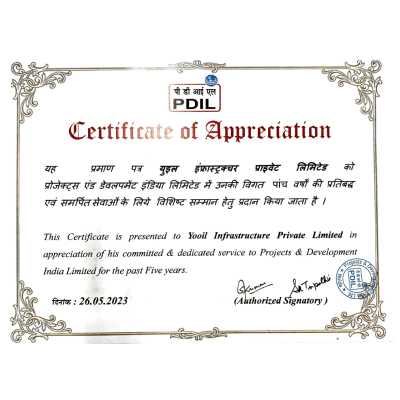 पी डी आई एल
PDIL
Certificate of Appreciation
यह प्रमाण पत्र युइल इंफ्रास्ट्रक्चर प्राइवेट लिमिटेड को
प्रोजेक्ट्स एंड डेवलपमेंट इंडिया लिमिटेड में उनकी विगत पांच वर्षों की प्रतिबद्ध
एवं समर्पित सेवाओं के लिये विशिष्ट सम्मान हेतु प्रदान किया जाता है ।
This Certificate is presented to Yooil Infrastructure Private Limited in
appreciation of his committed & dedicated service to Projects & Development
India Limited for the past Five years.
दिनांक : 26.05.2023
(Authorized Signatory )
PDIL